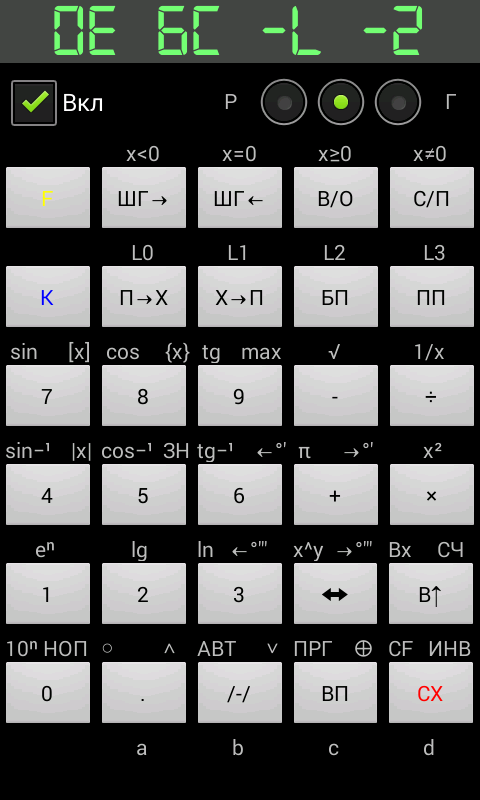 0E 6C -L -2
Вкл P Г
x<0 x=0 x≥0 x≠0
F ШГ→ ШГ← В/О С/П
L0 L1 L2 L3
K П→X X→П БП ПП
sin [x] cos {x} tg max √ 1/x
7 8 9 - ÷
sin⁻¹ |x| cos⁻¹ ЗН tg⁻¹ ←°' π →°' x²
4 5 6 + ×
eⁿ lg ln ←°'" x^y →°'" Вx СЧ
1 2 3 ↔ В↑
10ⁿ НОП ○ ∧ АВТ ∨ ПРГ ⊕ CF ИНВ
0 . /-/ ВП СХ
a b c d